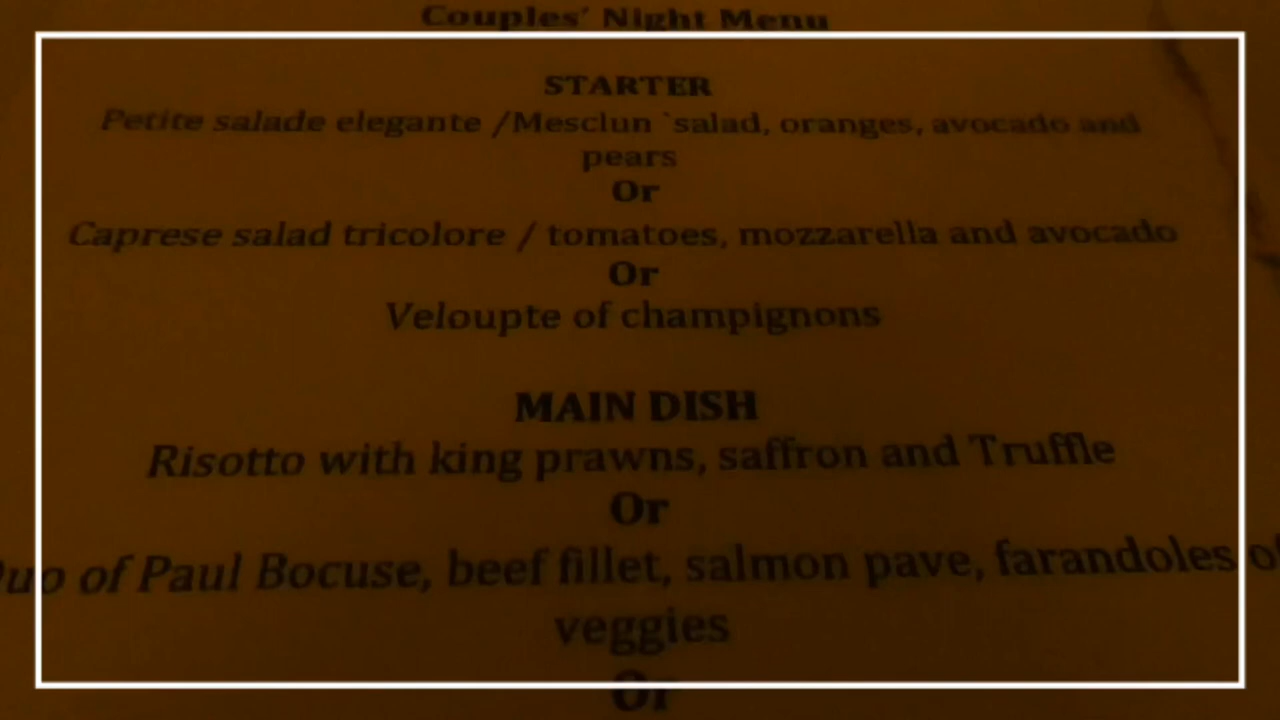 Couples' Night Menu
STARTER
Petite salade elegante /Mesclun `salad, oranges, avocado and
pears
Or
Caprese salad tricolore / tomatoes, mozzarella and avocado
Or
Veloupte of champignons
MAIN DISH
Risotto with king prawns, saffron and Truffle
Or
of Paul Bocuse, beef fillet, salmon pave, farandoles
veggies
Or